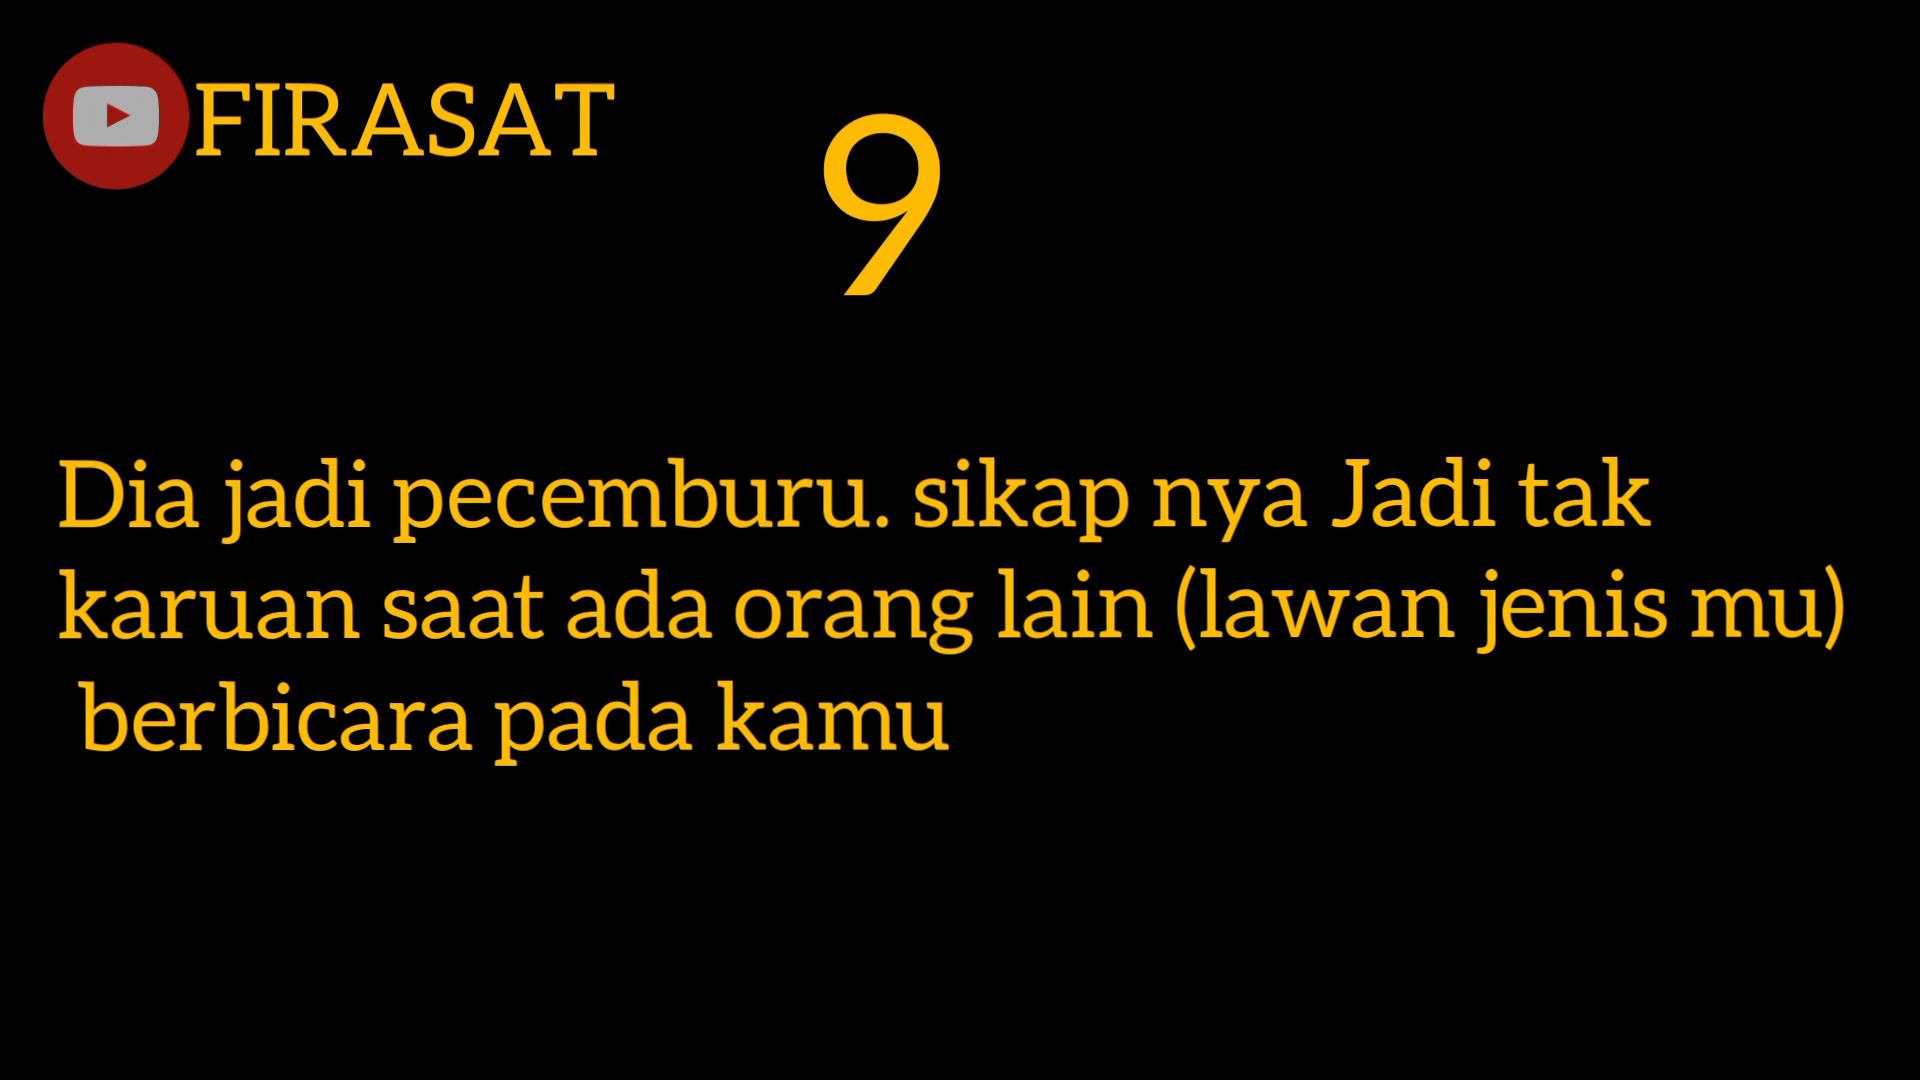 FIRASAT
9
Dia jadi pecemburu. sikap nya Jadi tak
karuan saat ada orang lain (lawan jenis mu)
berbicara pada kamu